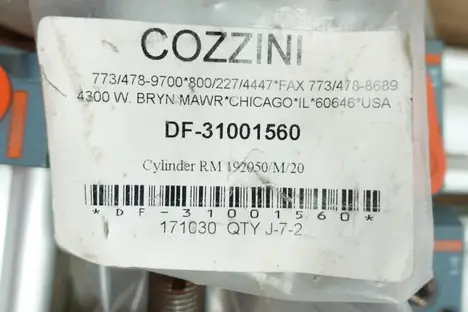 COZZINI
773/478-9700*800/227/4447*FAX 773/478-8689
4300 W. BRYN MAWR*CHICAGO*IL*60646*USA
DF-31001560
Cylinder RM 192050/M/20
*DF-31001560*
171030 QTY J-7-2